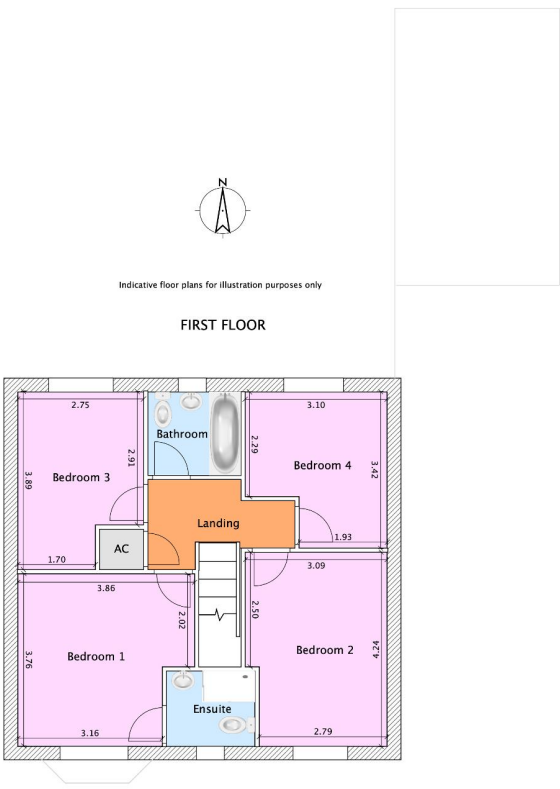 N
Indicative floor plans for illustration purposes only
FIRST FLOOR
2.75
3.10
Bathroom
2.91
2.29
Bedroom 4
3.42
3.89
Bedroom 3
Landing
1.93
AC
1.70
3.09
3.86
2.02
2.50
Bedroom 1
3.76
Bedroom 2
4.24
Ensuite
3.16
2.79